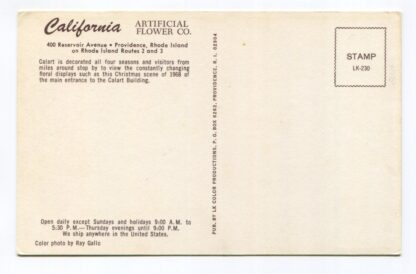 California ARTIFICIAL
FLOWER CO.
400 Reservoir Avenue • Providence, Rhode Island
on Rhode Island Routes 2 and 3
Calart is decorated all four seasons and visitors from
miles around stop by to view the constantly changing
floral displays such as this Christmas scene of 1968 of
the main entrance to the Calart Building.
Open daily except Sundays and holidays 9:00 A.M. to
5:30 P.M.—Thursday evenings until 9:00 P.M.
We ship anywhere in the United States.
Color photo by Ray Gallo
PUB. BY LK COLOR PRODUCTIONS, P. O. BOX 6262, PROVIDENCE, R. I. 02904
STAMP
LK-230